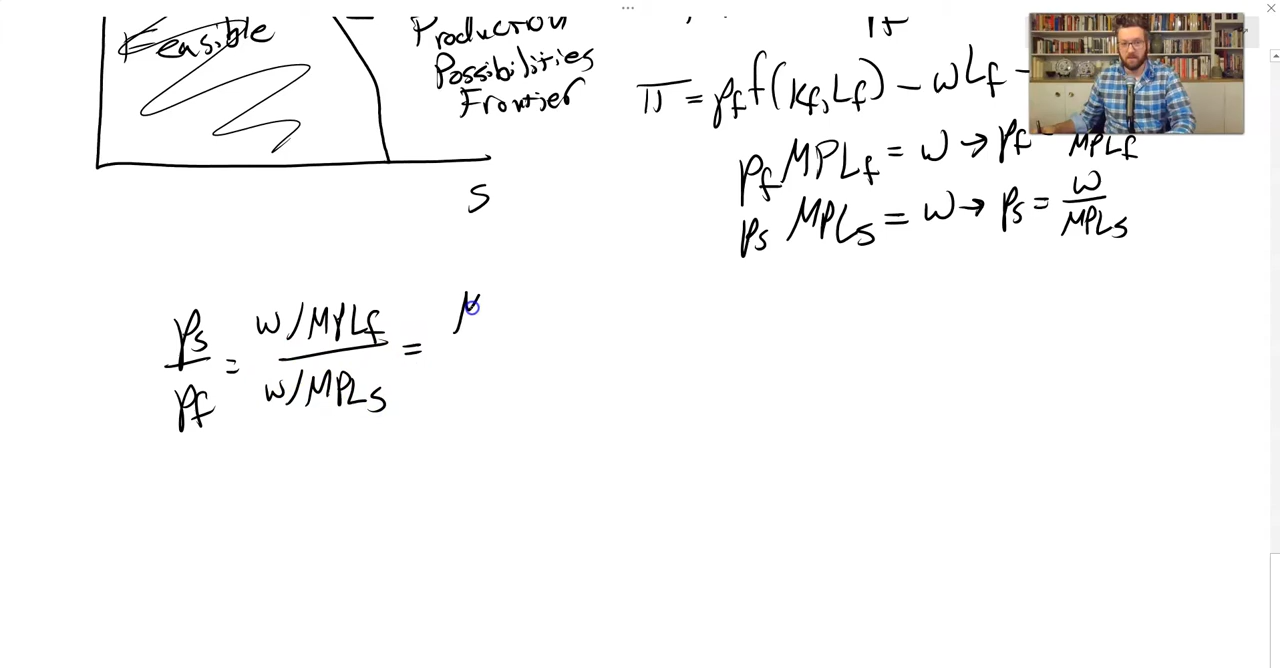 Feasible
Production
Possibilities
Frontier
S
π = pf f(Kf, Lf) - wLf -
pf MPLf = w → pf
MPLf
ps MPLs = w → ps = w / MPLs
ps / pf = (w/MPLf) / (w/MPLs) =